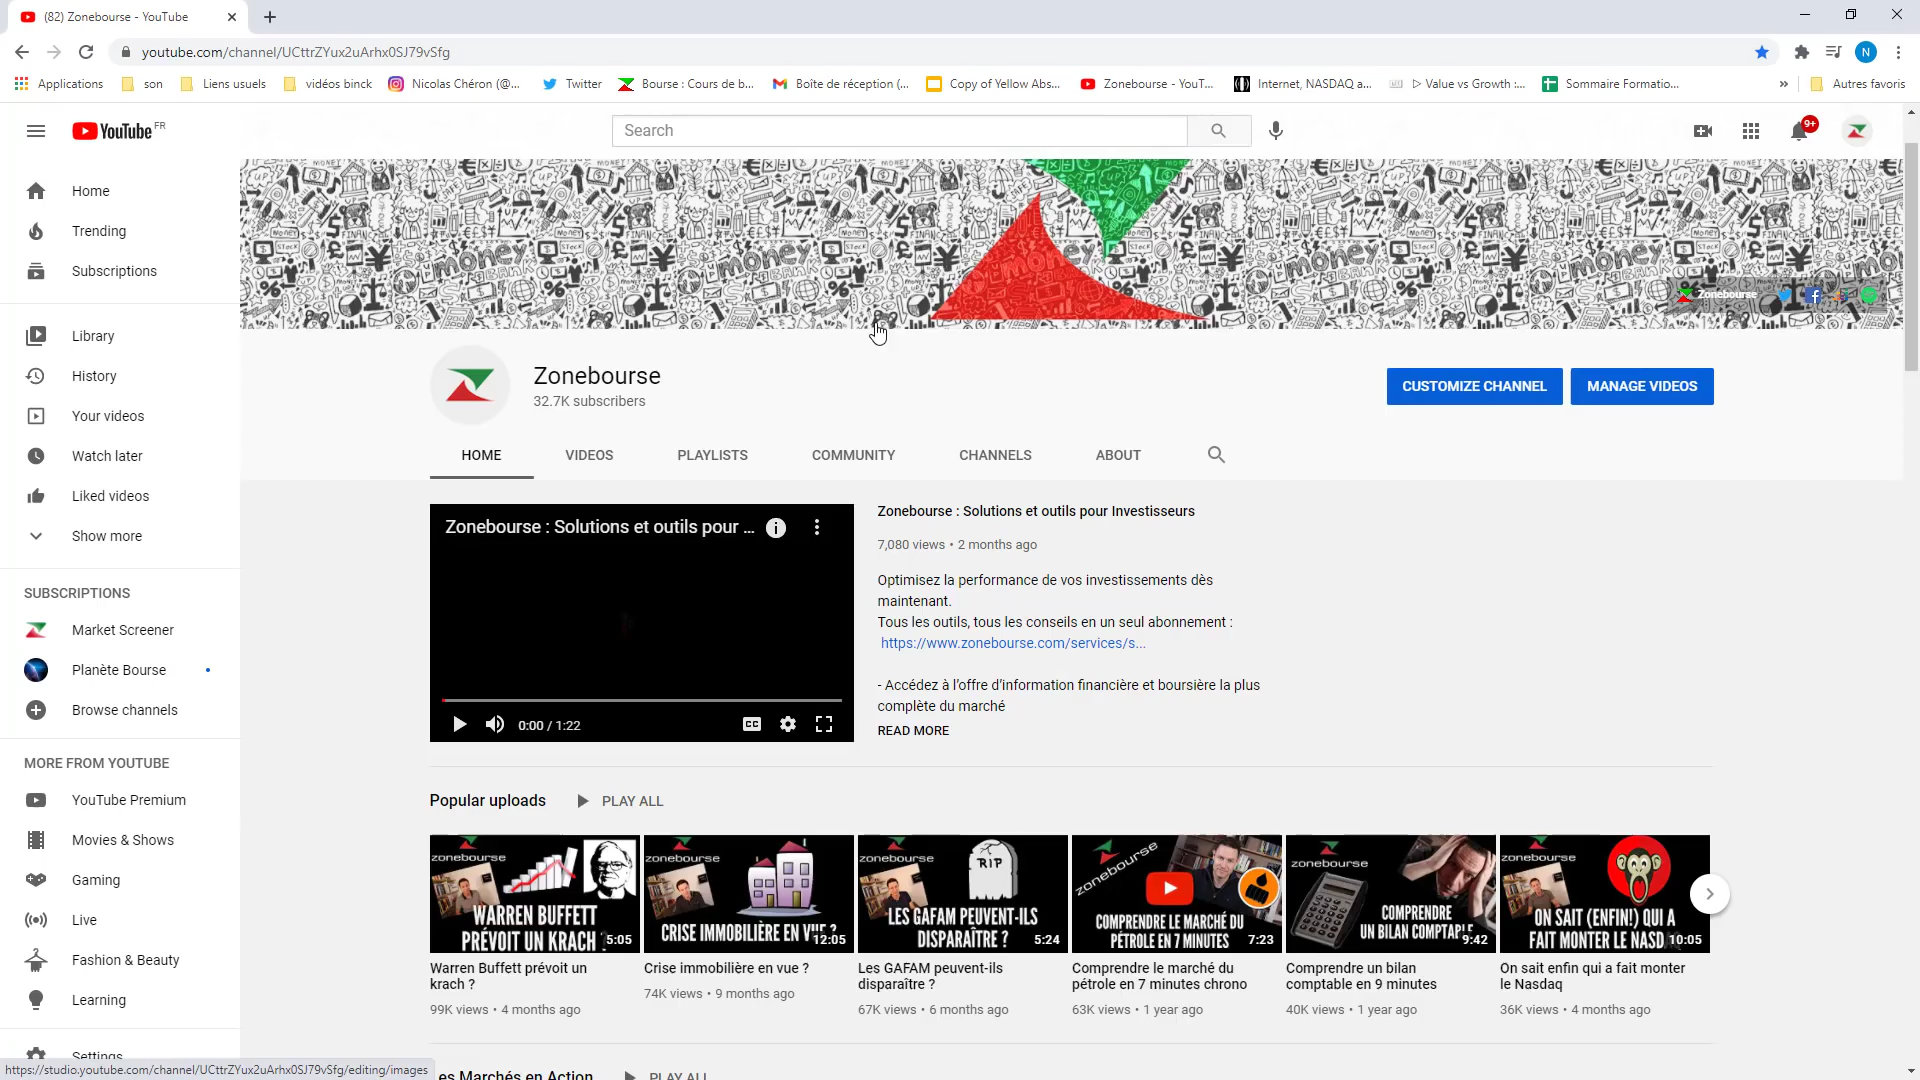 (82) Zonebourse - YouTube
youtube.com/channel/UCttrZYux2uArhx0SJ79vSfg
N
Applications
son
Liens usuels
vidéos binck
Nicolas Chéron (@...
Twitter
Bourse : Cours de b...
Boîte de réception (...
Copy of Yellow Abs...
Zonebourse - YouT...
Internet, NASDAQ a...
▷ Value vs Growth :...
Sommaire Formatio...
»
Autres favoris
YouTube FR
Search
9+
Home
Trending
Subscriptions
Library
History
Your videos
Watch later
Liked videos
Show more
SUBSCRIPTIONS
Market Screener
Planète Bourse
Browse channels
MORE FROM YOUTUBE
YouTube Premium
Movies & Shows
Gaming
Live
Fashion & Beauty
Learning
Settings
https://studio.youtube.com/channel/UCttrZYux2uArhx0SJ79vSfg/editing/images
Zonebourse
Zonebourse
32.7K subscribers
CUSTOMIZE CHANNEL
MANAGE VIDEOS
HOME
VIDEOS
PLAYLISTS
COMMUNITY
CHANNELS
ABOUT
Zonebourse : Solutions et outils pour ...
0:00 / 1:22
CC
Zonebourse : Solutions et outils pour Investisseurs
7,080 views • 2 months ago
Optimisez la performance de vos investissements dès
maintenant.
Tous les outils, tous les conseils en un seul abonnement :
https://www.zonebourse.com/services/s...
- Accédez à l'offre d'information financière et boursière la plus
complète du marché
READ MORE
Popular uploads
PLAY ALL
zonebourse
WARREN BUFFETT
PRÉVOIT UN KRACH ?
5:05
Warren Buffett prévoit un
krach ?
99K views • 4 months ago
zonebourse
CRISE IMMOBILIÈRE EN VUE ?
12:05
Crise immobilière en vue ?
74K views • 9 months ago
zonebourse
RIP
LES GAFAM PEUVENT-ILS
DISPARAÎTRE ?
5:24
Les GAFAM peuvent-ils
disparaître ?
67K views • 6 months ago
zonebourse
COMPRENDRE LE MARCHÉ DU
PÉTROLE EN 7 MINUTES
7:23
Comprendre le marché du
pétrole en 7 minutes chrono
63K views • 1 year ago
zonebourse
COMPRENDRE
UN BILAN COMPTABLE
9:42
Comprendre un bilan
comptable en 9 minutes
40K views • 1 year ago
zonebourse
ON SAIT (ENFIN!) QUI A
FAIT MONTER LE NASD
10:05
On sait enfin qui a fait monter
le Nasdaq
36K views • 4 months ago
es Marchés en Action
PLAY ALL